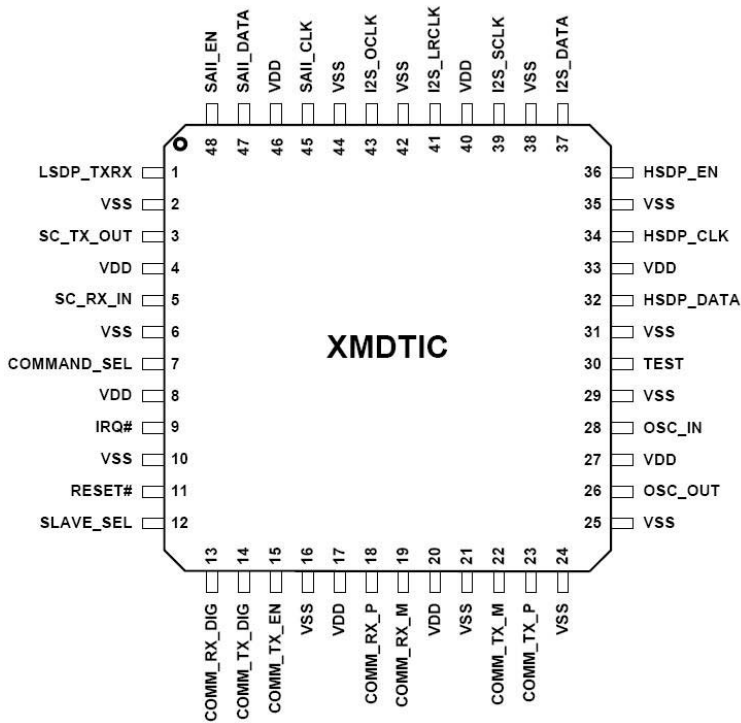 SAII_EN
SAII_DATA
VDD
SAII_CLK
VSS
I2S_OCLK
VSS
I2S_LRCLK
VDD
I2S_SCLK
VSS
I2S_DATA
48 47 46 45 44 43 42 41 40 39 38 37
LSDP_TXRX 1 36 HSDP_EN
VSS 2 35 VSS
SC_TX_OUT 3 34 HSDP_CLK
VDD 4 33 VDD
SC_RX_IN 5 32 HSDP_DATA
VSS 6 31 VSS
XMDTIC
COMMAND_SEL 7 30 TEST
VDD 8 29 VSS
IRQ# 9 28 OSC_IN
VSS 10 27 VDD
RESET# 11 26 OSC_OUT
SLAVE_SEL 12 25 VSS
13 14 15 16 17 18 19 20 21 22 23 24
COMM_RX_DIG
COMM_TX_DIG
COMM_TX_EN
VSS
VDD
COMM_RX_P
COMM_RX_M
VDD
VSS
COMM_TX_M
COMM_TX_P
VSS